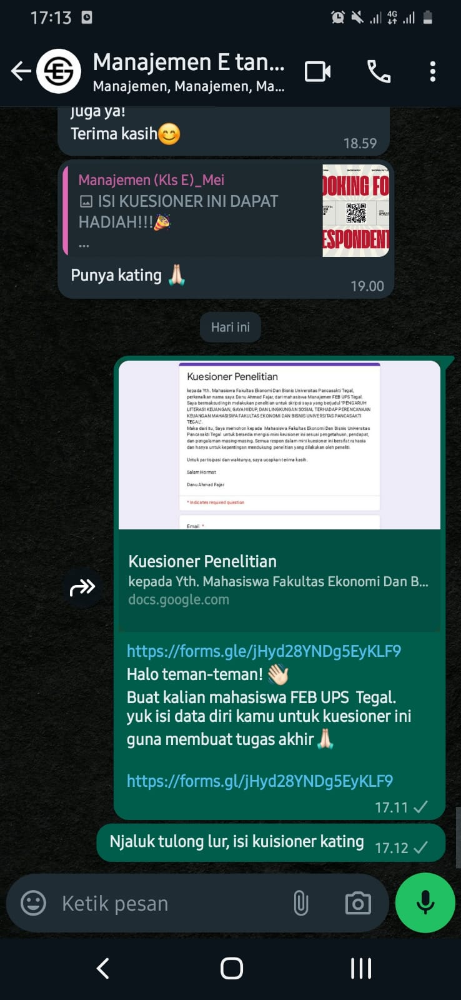 17:13
4G
Manajemen E tan...
Manajemen, Manajemen, Ma...
juga ya!
Terima kasih😊
18.59
Manajemen (Kls E)_Mei
ISI KUESIONER INI DAPAT
HADIAH!!!🎉
...
OOKING FO
ESPONDENT
Punya kating 🙏🏻
19.00
Hari ini
Kuesioner Penelitian
kepada Yth. Mahasiswa Fakultas Ekonomi Dan Bisnis Universitas Pancasakti Tegal,
perkenalkan nama saya Danu Ahmad Fajar, dari mahasiswa Manajemen FEB UPS Tegal.
Saya bermaksud ingin melakukan penelitian untuk skripsi saya yang berjudul "PENGARUH
LITERASI KEUANGAN, GAYA HIDUP, DAN LINGKUNGAN SOSIAL TERHADAP PERENCANAAN
KEUANGAN MAHASISWA FAKULTAS EKONOMI DAN BISNIS UNIVERSITAS PANCASAKTI
TEGAL".
Maka dari itu, Saya memohon kepada Mahasiswa Fakultas Ekonomi Dan Bisnis Universitas
Pancasakti Tegal untuk bersedia mengisi mini keusioner ini sesuai pengetahuan, pendapat,
dan pengalaman masing-masing. Semua respon dalam mini kuesioner ini bersifat rahasia
dan hanya untuk kepentingan mendukung penelitian yang dilakukan oleh peneliti.
Untuk partisipasi dan waktunya, saya ucapkan terima kasih.
Salam Hormat
Danu Ahmad Fajar
* Indicates required question
Email *
Kuesioner Penelitian
kepada Yth. Mahasiswa Fakultas Ekonomi Dan B...
docs.google.com
https://forms.gle/jHyd28YNDg5EyKLF9
Halo teman-teman! 👋🏻
Buat kalian mahasiswa FEB UPS  Tegal.
yuk isi data diri kamu untuk kuesioner ini
guna membuat tugas akhir🙏🏻
https://forms.gl/jHyd28YNDg5EyKLF9
17.11
Njaluk tulong lur, isi kuisioner kating
17.12
Ketik pesan